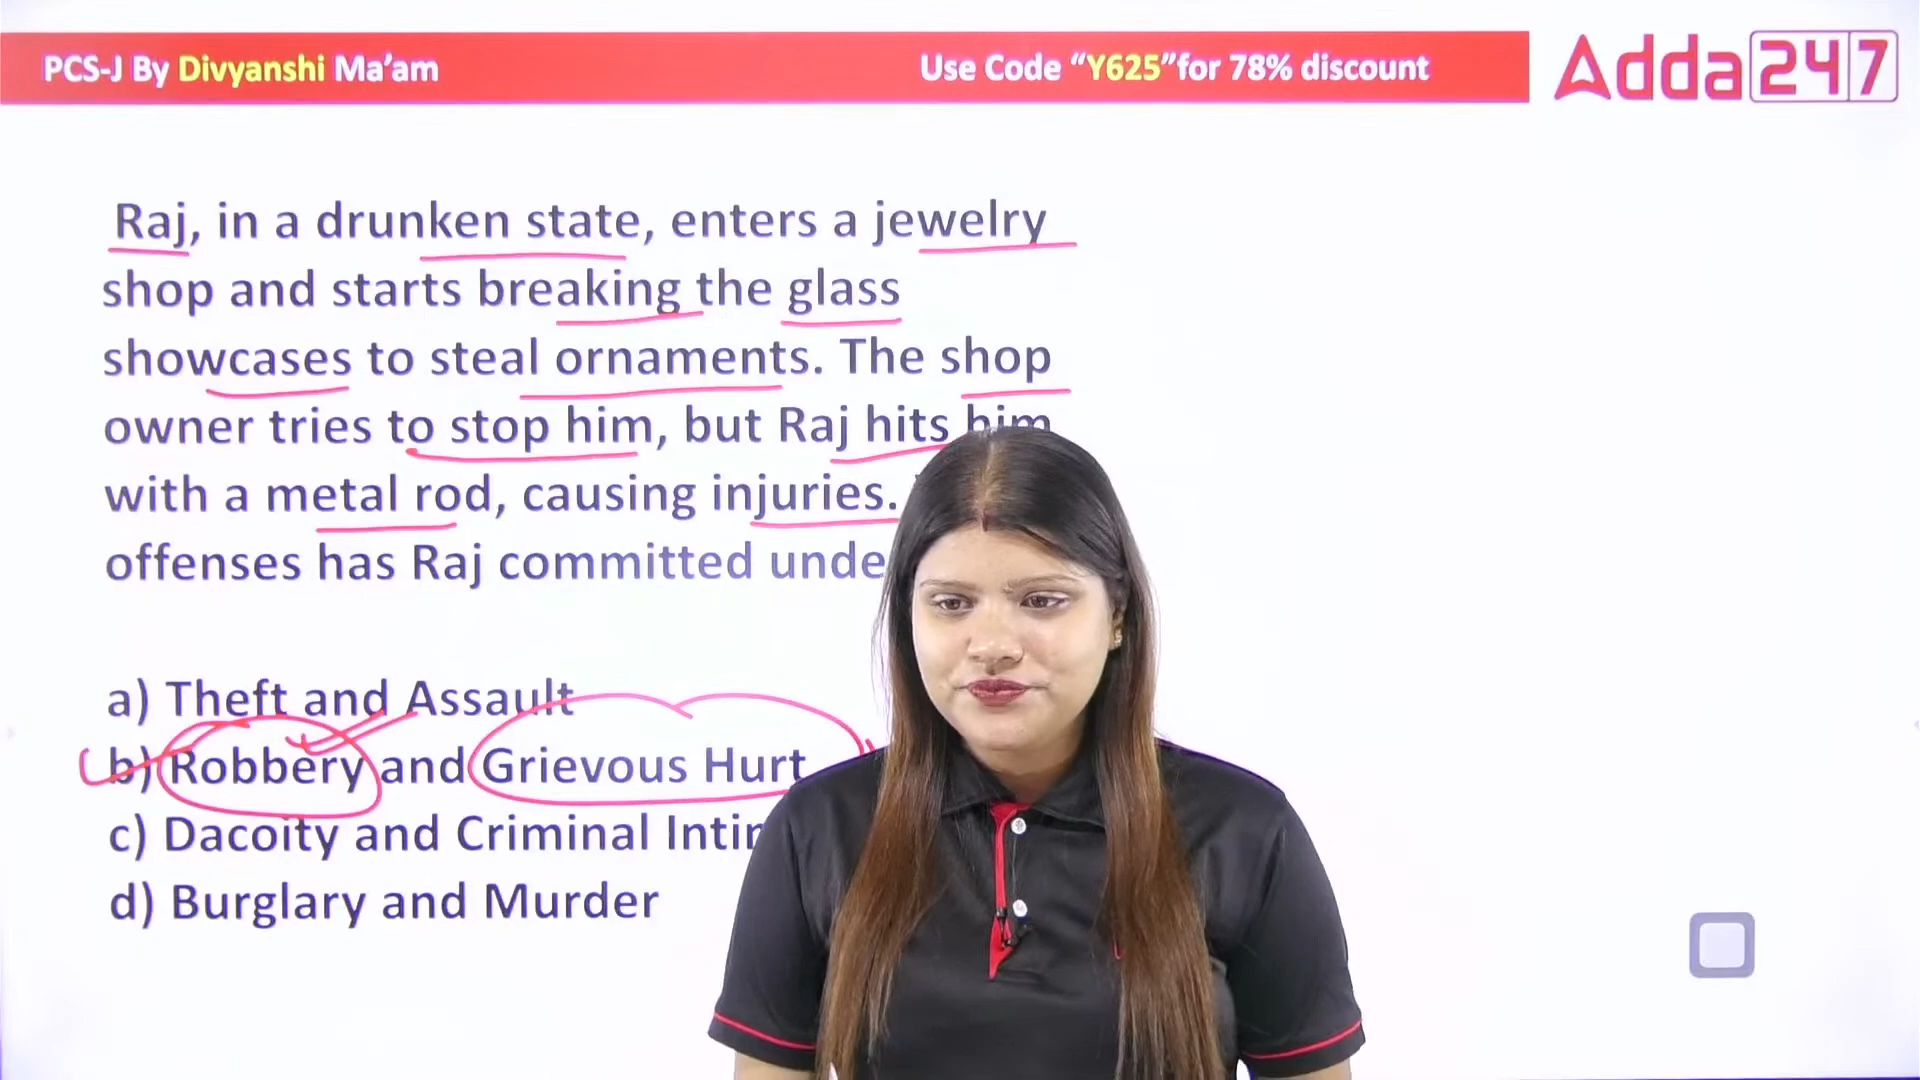 PCS-J By Divyanshi Ma’am
Use Code “Y625”for 78% discount
Adda247
Raj, in a drunken state, enters a jewelry
shop and starts breaking the glass
showcases to steal ornaments. The shop
owner tries to stop him, but Raj hits him
with a metal rod, causing injuries.
offenses has Raj committed
a) Theft and Assault
b) Robbery and Grievous Hurt
c) Dacoity and Criminal
d) Burglary and Murder